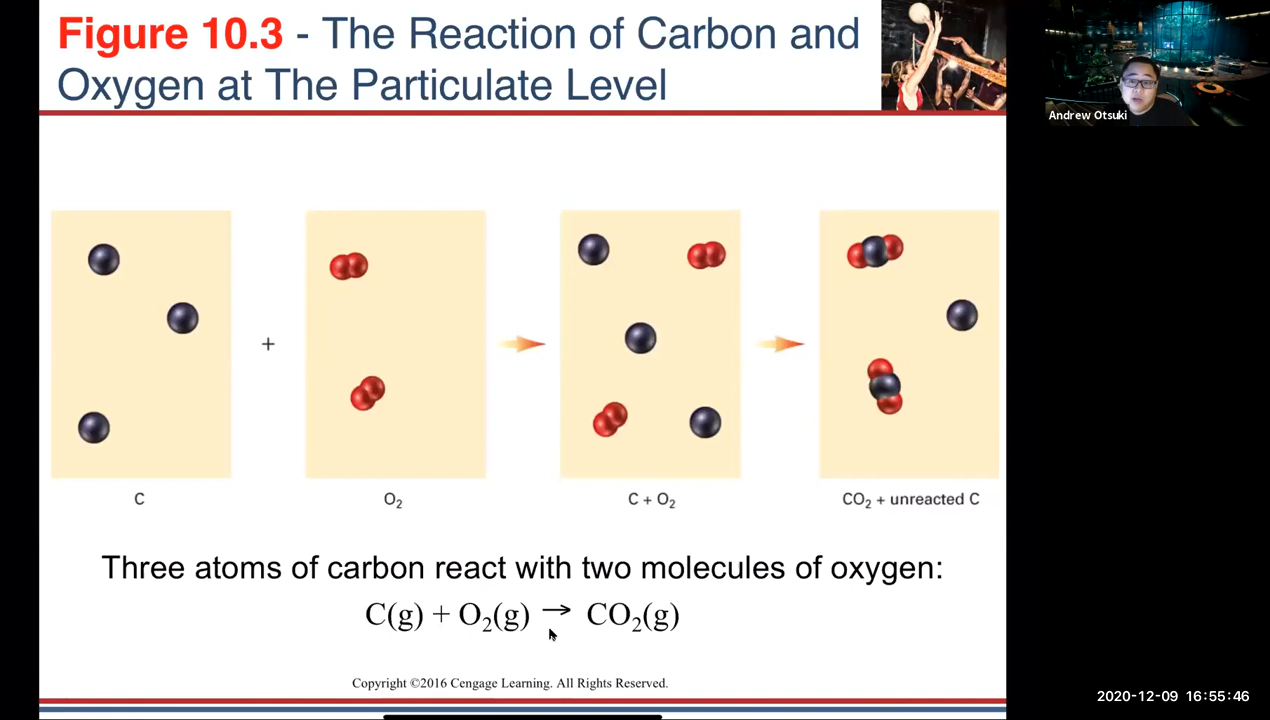 Figure 10.3 - The Reaction of Carbon and
Oxygen at The Particulate Level
Andrew Otsuki
+
C
O₂
C + O₂
CO₂ + unreacted C
Three atoms of carbon react with two molecules of oxygen:
C(g) + O₂(g) → CO₂(g)
Copyright ©2016 Cengage Learning. All Rights Reserved.
2020-12-09 16:55:46